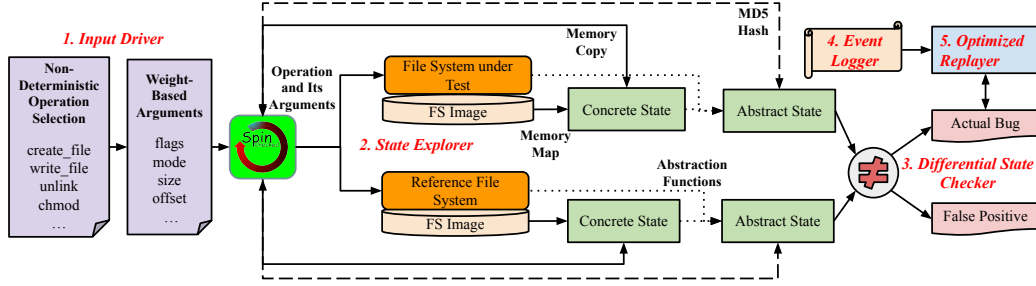 1. Input Driver
Non-
Deterministic
Operation
Selection
create_file
write_file
unlink
chmod
...
Weight-
Based
Arguments
flags
mode
size
offset
...
Spin
Operation
and Its
Arguments
2. State Explorer
File System under
Test
FS Image
Memory
Copy
Memory
Map
Concrete State
MD5
Hash
Abstract State
Reference File
System
FS Image
Concrete State
Abstraction
Functions
Abstract State
≠
3. Differential State
Checker
4. Event
Logger
5. Optimized
Replayer
Actual Bug
False Positive